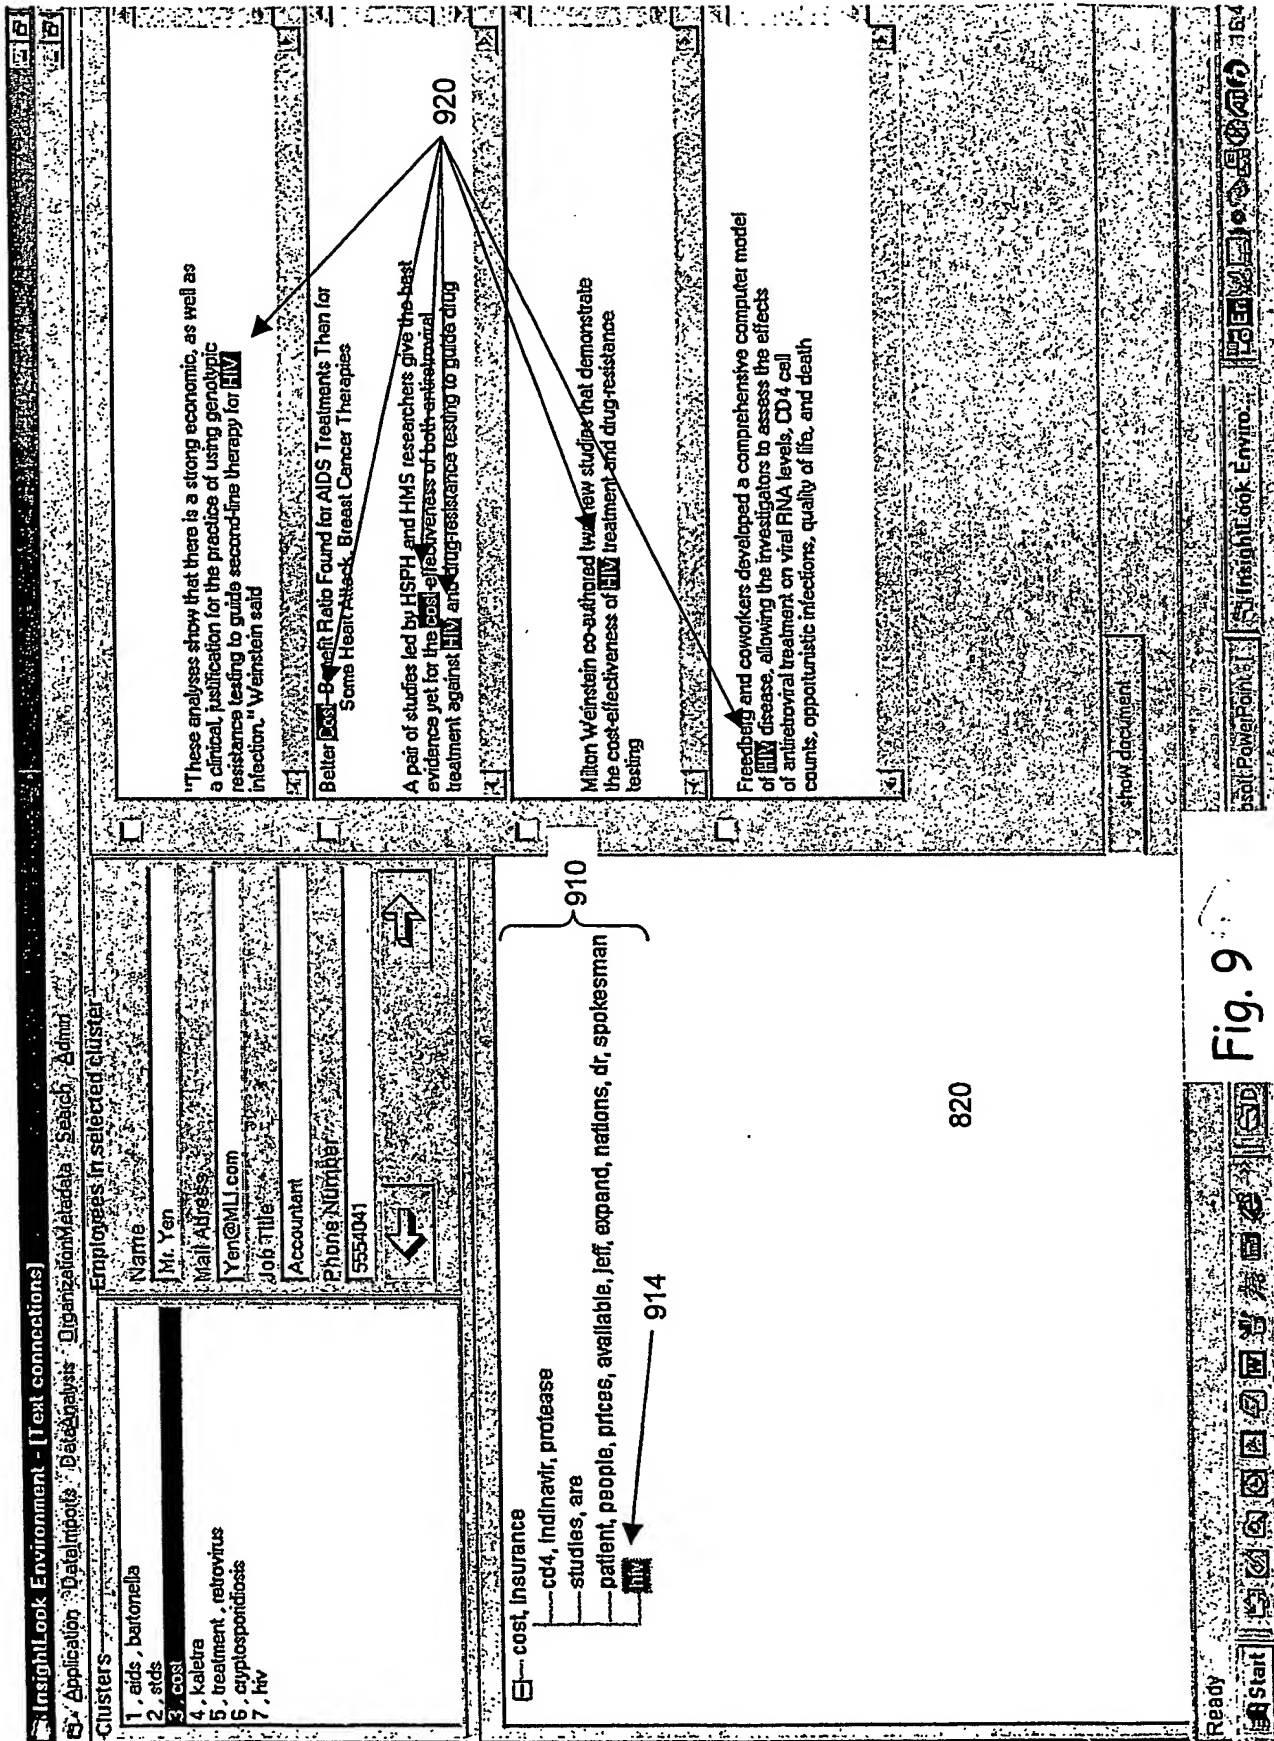 InsightLook Environment - [Text connections]
Application DataImports DataAnalysis OrganizationMetadata Search Admin
Clusters
1, aids, bartonella
2, stds
3, cost
4, kaletra
5, treatment, retrovirus
6, cryptosporidiosis
7, hiv
Employees in selected cluster
Name
Mr. Yen
Mail Adress
Yen@MLI.com
Job Title
Accountant
Phone Number
5554041
cost, insurance
cd4, indinavir, protease
studies, are
patient, people, prices, available, jeff, expand, nations, dr, spokesman
hiv
910
914
820
"These analyses show that there is a strong economic, as well as
a clinical, justification for the practice of using genotypic
resistance testing to guide second-line therapy for HIV
infection." Weinstein said
Better Cost-Benefit Ratio Found for AIDS Treatments Than for
Some Heart Attack, Breast Cancer Therapies
A pair of studies led by HSPH and HMS researchers give the best
evidence yet for the cost-effectiveness of both antiretroviral
treatment against HIV and drug-resistance testing to guide drug
Milton Weinstein co-authored two new studies that demonstrate
the cost-effectiveness of HIV treatment and drug-resistance
testing
Freedberg and coworkers developed a comprehensive computer model
of HIV disease, allowing the investigators to assess the effects
of antiretroviral treatment on viral RNA levels, CD4 cell
counts, opportunistic infections, quality of life, and death
920
show document
Ready
Start
osoft PowerPoint - [..
InsightLook Enviro...
En
16:4
Fig. 9